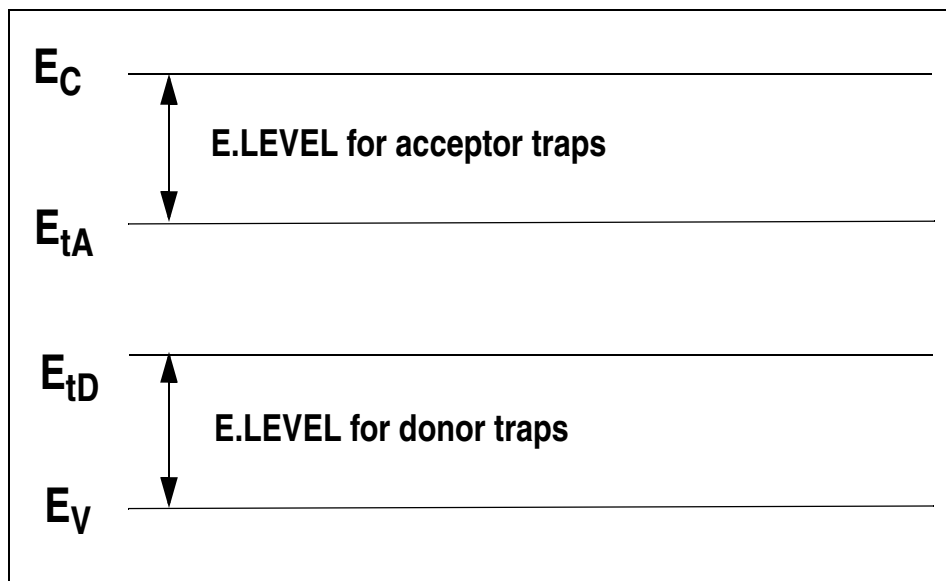 E_C
E.LEVEL for acceptor traps
E_tA
E_tD
E.LEVEL for donor traps
E_V